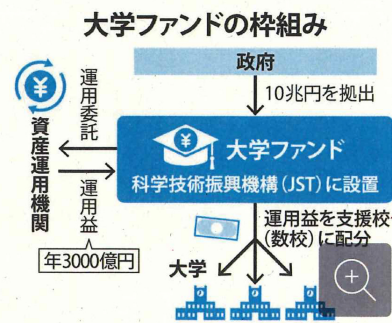 大学ファンドの枠組み
政府
10兆円を拠出
大学ファンド
科学技術振興機構(JST)に設置
運用委託
資産運用機関
運用益
年3000億円
運用益を支援校
(数校)に配分
大学